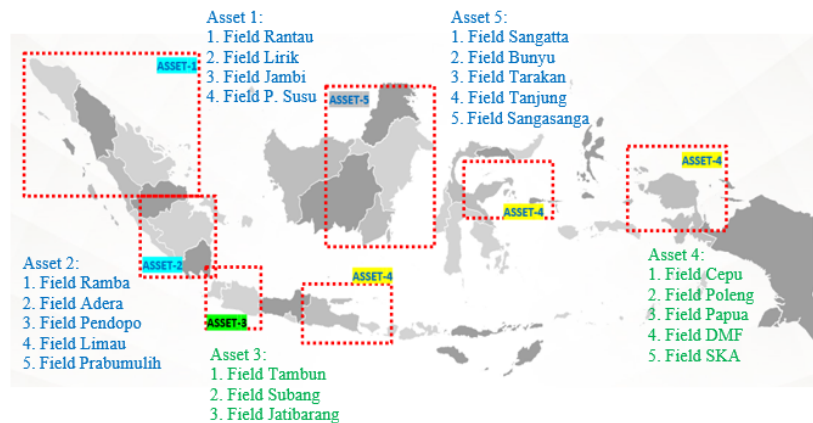 Asset 1:
1. Field Rantau
2. Field Lirik
3. Field Jambi
4. Field P. Susu
Asset 5:
1. Field Sangatta
2. Field Bunyu
3. Field Tarakan
4. Field Tanjung
5. Field Sangasanga
ASSET-1
ASSET-5
ASSET-4
ASSET-4
ASSET-2
ASSET-4
ASSET-3
Asset 2:
1. Field Ramba
2. Field Adera
3. Field Pendopo
4. Field Limau
5. Field Prabumulih
Asset 3:
1. Field Tambun
2. Field Subang
3. Field Jatibarang
Asset 4:
1. Field Cepu
2. Field Poleng
3. Field Papua
4. Field DMF
5. Field SKA